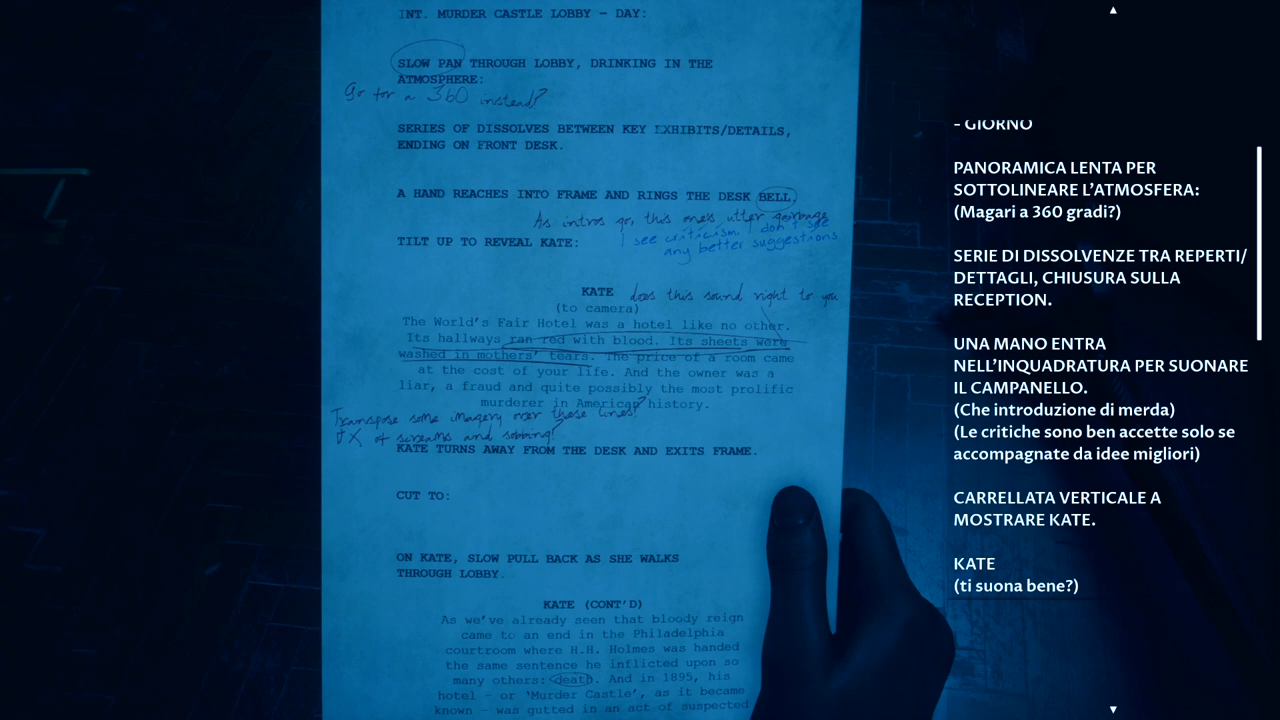 INT. MURDER CASTLE LOBBY – DAY:
SLOW PAN THROUGH LOBBY, DRINKING IN THE
ATMOSPHERE:
Go for a 360 instead?
SERIES OF DISSOLVES BETWEEN KEY EXHIBITS/DETAILS,
ENDING ON FRONT DESK.
A HAND REACHES INTO FRAME AND RINGS THE DESK BELL.
As intros go, this one's utter garbage
I see criticism. I don't see
any better suggestions
TILT UP TO REVEAL KATE:
KATE does this sound right to you
(to camera)
The World's Fair Hotel was a hotel like no other.
Its hallways ran red with blood. Its sheets were
washed in mothers' tears. The price of a room came
at the cost of your life. And the owner was a
liar, a fraud and quite possibly the most prolific
murderer in American history.
Transpose some imagery over these lines?
FX of screams and sobbing?
KATE TURNS AWAY FROM THE DESK AND EXITS FRAME.
CUT TO:
ON KATE, SLOW PULL BACK AS SHE WALKS
THROUGH LOBBY.
KATE (CONT'D)
As we've already seen that bloody reign
came to an end in the Philadelphia
courtroom where H.H. Holmes was handed
the same sentence he inflicted upon so
many others: death. And in 1895, his
hotel – or 'Murder Castle', as it became
known – was gutted in an act of suspected
– GIORNO
PANORAMICA LENTA PER
SOTTOLINEARE L'ATMOSFERA:
(Magari a 360 gradi?)
SERIE DI DISSOLVENZE TRA REPERTI/
DETTAGLI, CHIUSURA SULLA
RECEPTION.
UNA MANO ENTRA
NELL'INQUADRATURA PER SUONARE
IL CAMPANELLO.
(Che introduzione di merda)
(Le critiche sono ben accette solo se
accompagnate da idee migliori)
CARRELLATA VERTICALE A
MOSTRARE KATE.
KATE
(ti suona bene?)